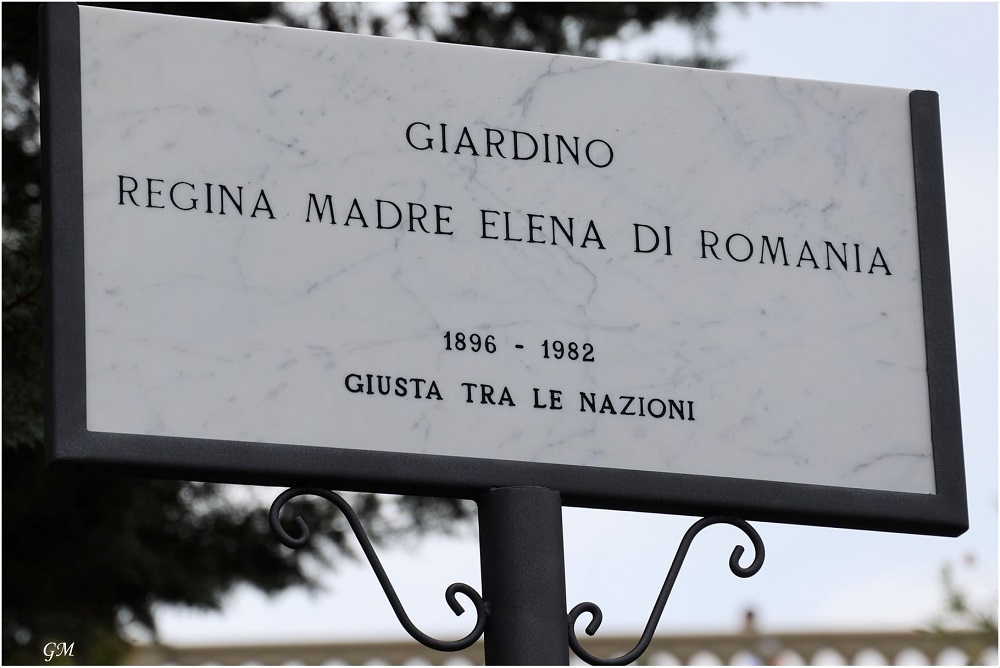 GIARDINO
REGINA MADRE ELENA DI ROMANIA
1896 - 1982
GIUSTA TRA LE NAZIONI
GM